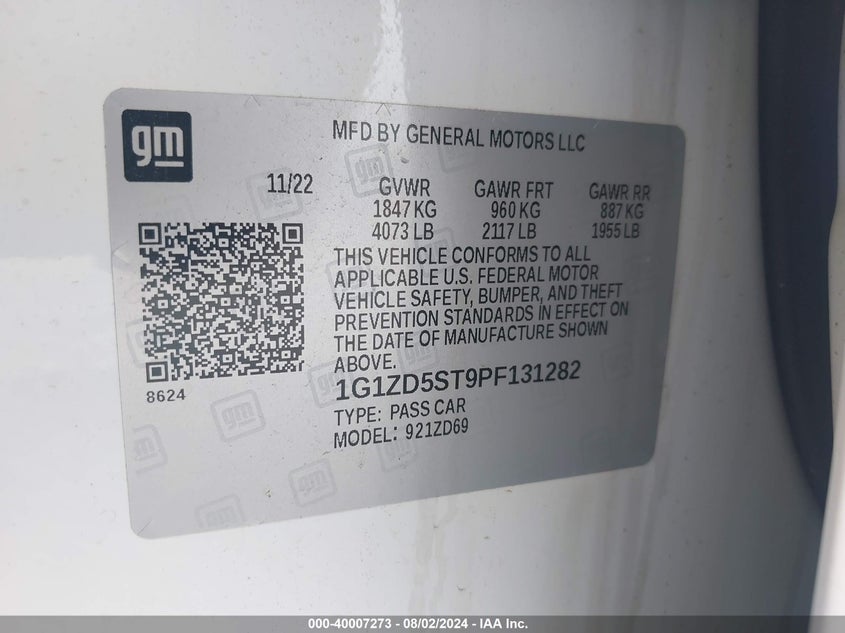 gm
MFD BY GENERAL MOTORS LLC
11/22
GVWR GAWR FRT GAWR RR
1847 KG 960 KG 887 KG
4073 LB 2117 LB 1955 LB
THIS VEHICLE CONFORMS TO ALL
APPLICABLE U.S. FEDERAL MOTOR
VEHICLE SAFETY, BUMPER, AND THEFT
PREVENTION STANDARDS IN EFFECT ON
THE DATE OF MANUFACTURE SHOWN
ABOVE.
8624
1G1ZD5ST9PF131282
TYPE: PASS CAR
MODEL: 921ZD69
000-40007273 - 08/02/2024 - IAA Inc.